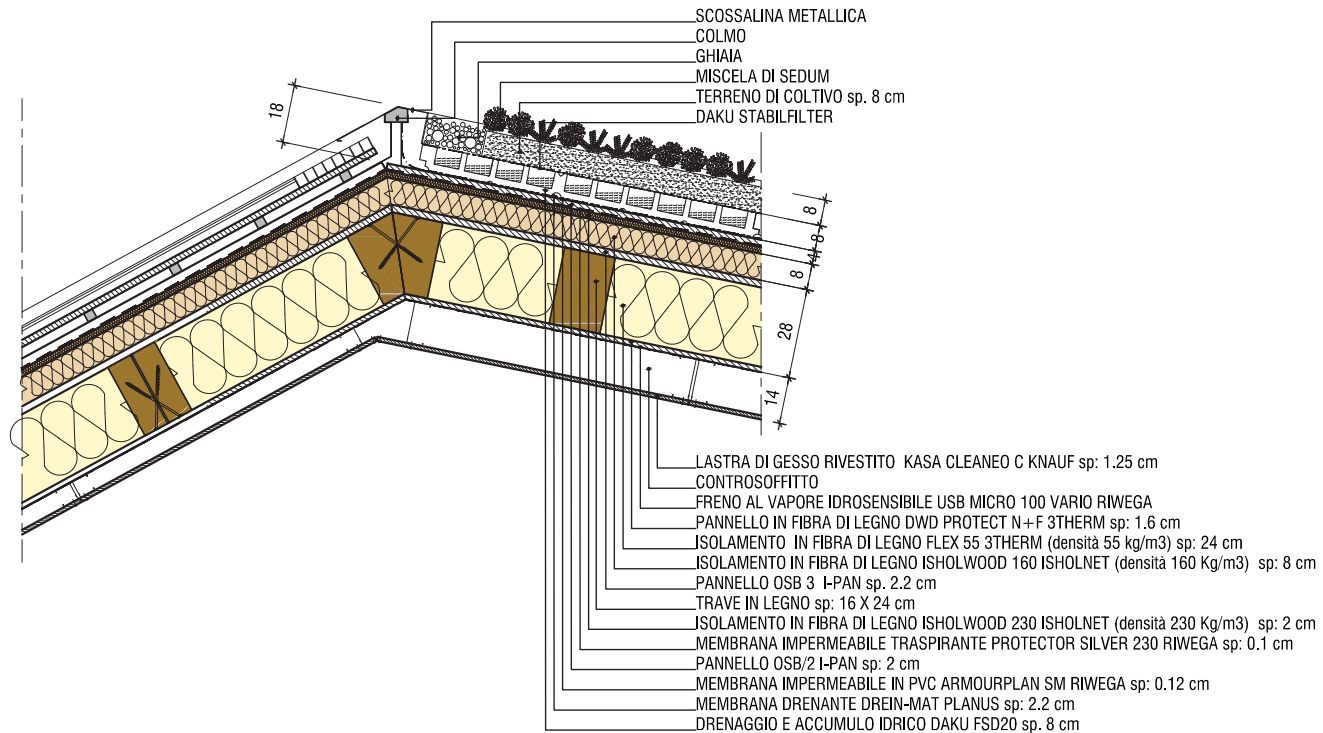 SCOSSALINA METALLICA
COLMO
GHIAIA
MISCELA DI SEDUM
TERRENO DI COLTIVO sp. 8 cm
DAKU STABILFILTER
18
8
8
4
8
28
14
LASTRA DI GESSO RIVESTITO KASA CLEANEO C KNAUF sp: 1.25 cm
CONTROSOFFITTO
FRENO AL VAPORE IDROSENSIBILE USB MICRO 100 VARIO RIWEGA
PANNELLO IN FIBRA DI LEGNO DWD PROTECT N+F 3THERM sp: 1.6 cm
ISOLAMENTO IN FIBRA DI LEGNO FLEX 55 3THERM (densità 55 kg/m3) sp: 24 cm
ISOLAMENTO IN FIBRA DI LEGNO ISHOLWOOD 160 ISHOLNET (densità 160 Kg/m3) sp: 8 cm
PANNELLO OSB 3 I-PAN sp. 2.2 cm
TRAVE IN LEGNO sp: 16 X 24 cm
ISOLAMENTO IN FIBRA DI LEGNO ISHOLWOOD 230 ISHOLNET (densità 230 Kg/m3) sp: 2 cm
MEMBRANA IMPERMEABILE TRASPIRANTE PROTECTOR SILVER 230 RIWEGA sp: 0.1 cm
PANNELLO OSB/2 I-PAN sp: 2 cm
MEMBRANA IMPERMEABILE IN PVC ARMOURPLAN SM RIWEGA sp: 0.12 cm
MEMBRANA DRENANTE DREIN-MAT PLANUS sp: 2.2 cm
DRENAGGIO E ACCUMULO IDRICO DAKU FSD20 sp. 8 cm